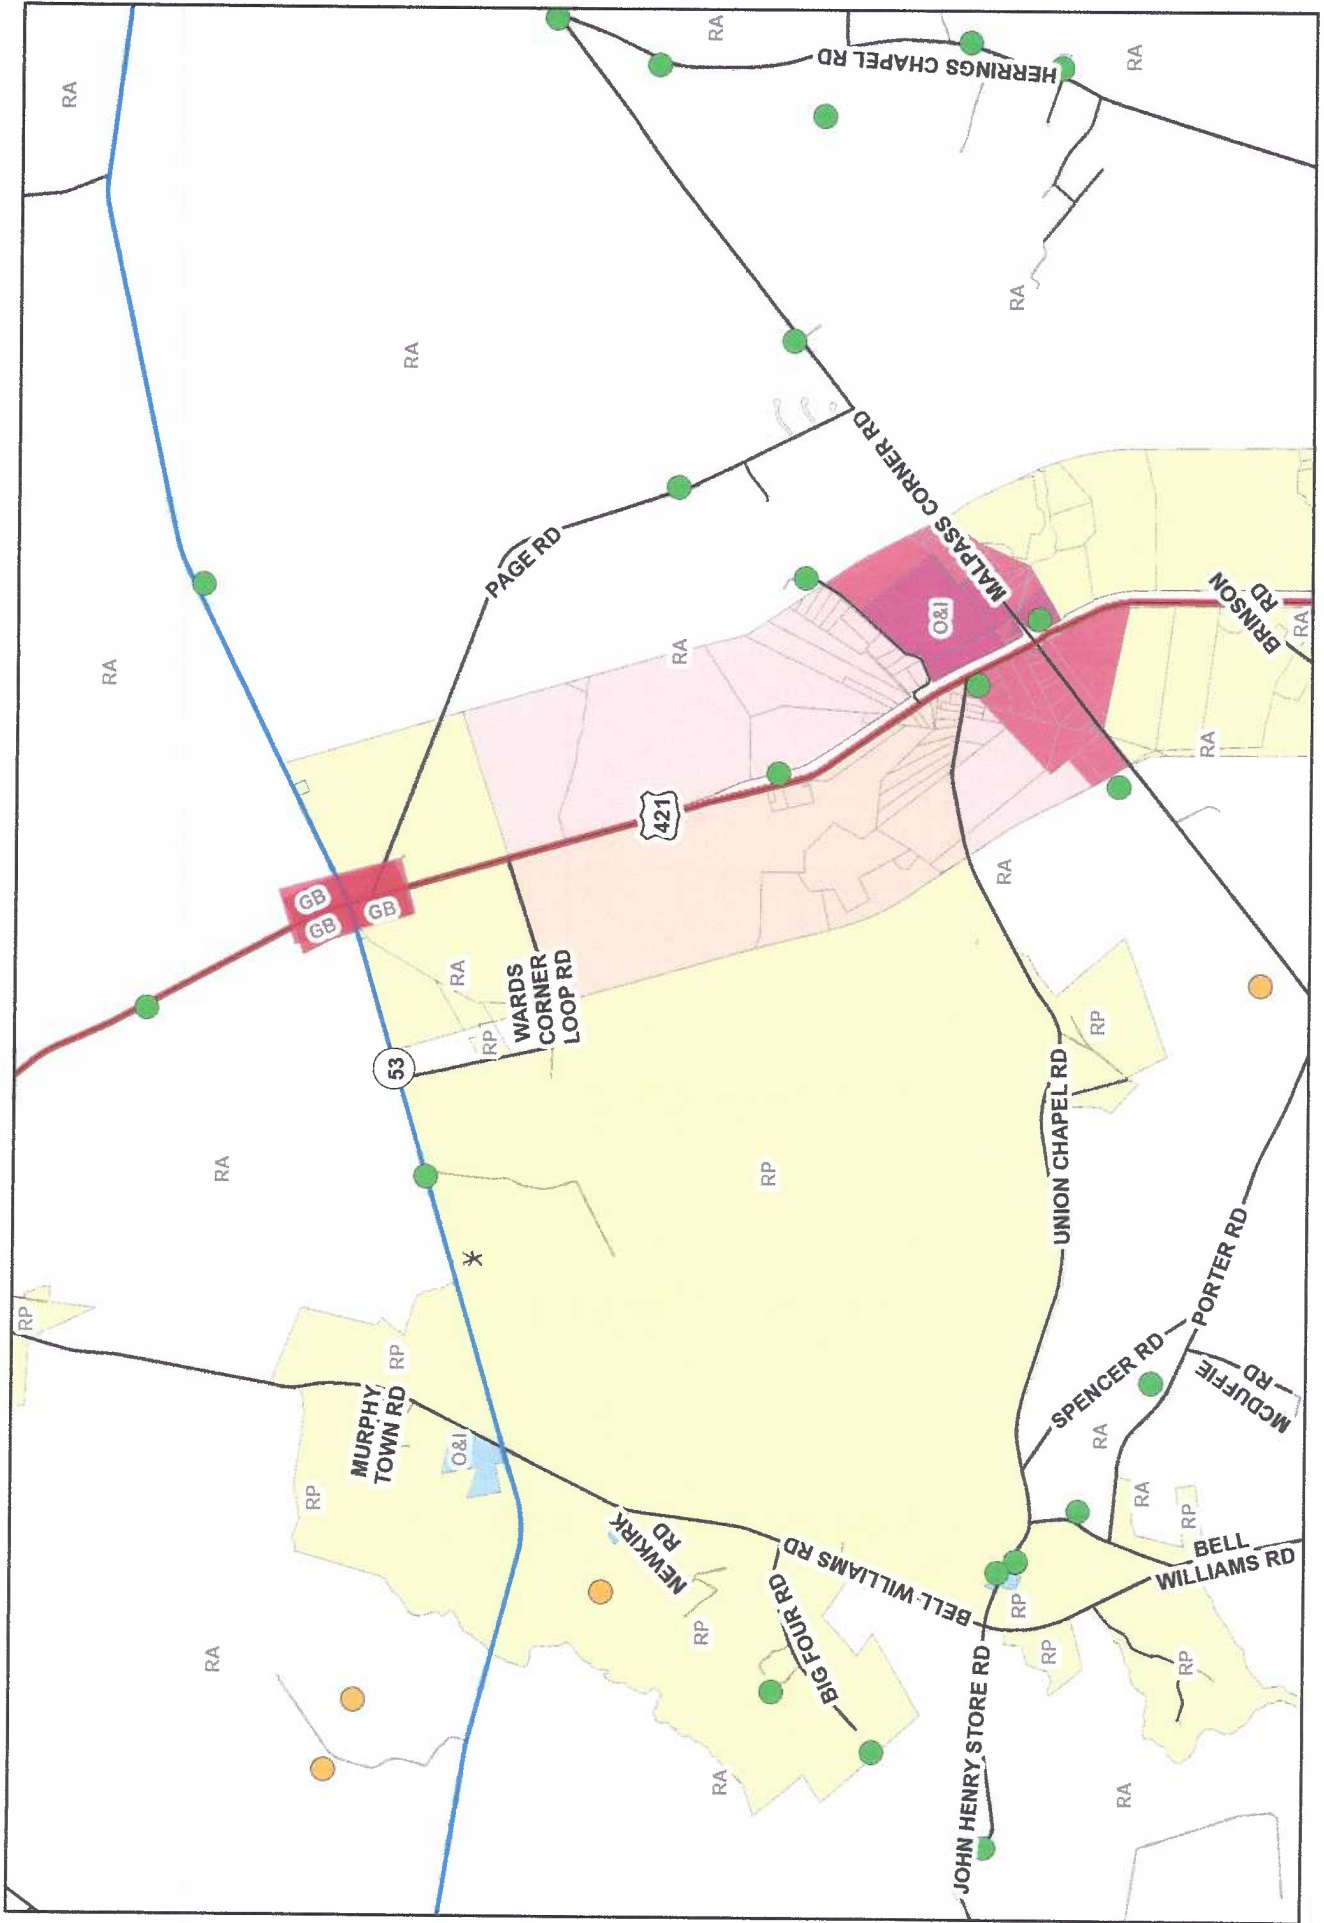 RA
RA
HERRINGS CHAPEL RD
RA
RA
RA
MALPASS CORNER RD
PAGE RD
RA
RA
O&I
BRINSON
RD
RA
RA
421
GB
GB
GB
RA
RA
WARDS
CORNER
LOOP RD
RP
53
RP
UNION CHAPEL RD
RA
RP
PORTER RD
SPENCER RD
MCDUFFIE
RD
RA
RP
RP
MURPHY
TOWN RD
O&I
RP
NEWKIRK
RD
BELL WILLIAMS RD
BIG FOUR RD
RP
RA
RP
BELL
WILLIAMS RD
RP
RP
RP
JOHN HENRY STORE RD
RA
RA
RA